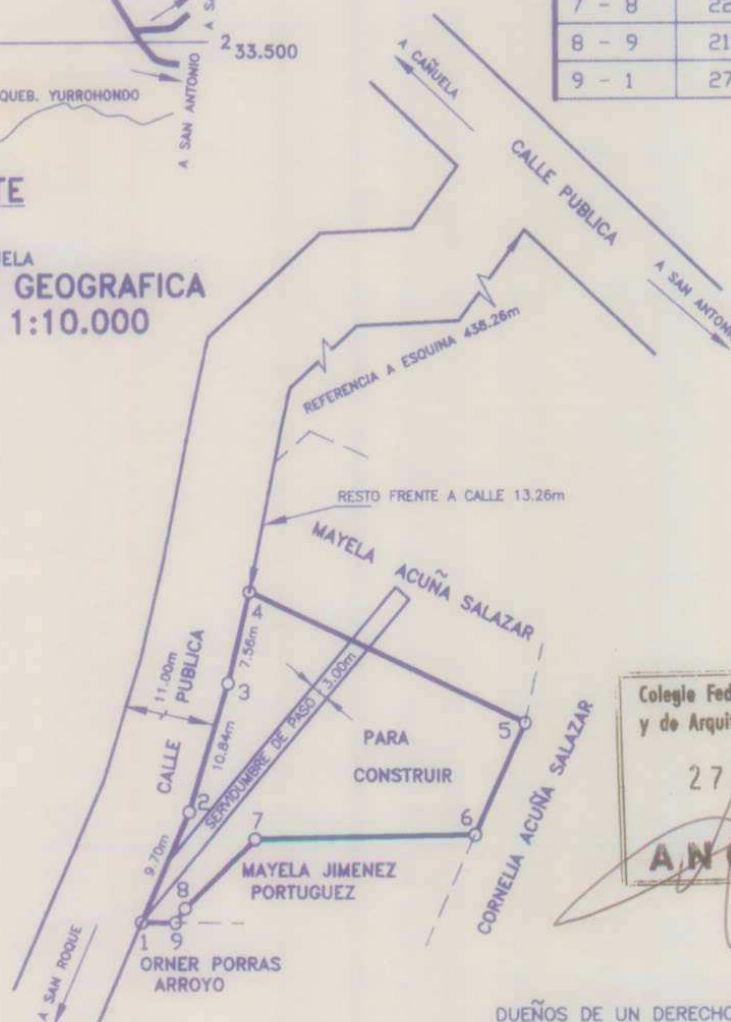 7 - 8
8 - 9
9 - 1
2 33.500
QUEB. YURROHONDO
A SAN ANTONIO
A CAÑUELA
CALLE PUBLICA
A SAN ANTONIO
GEOGRAFICA
1:10.000
REFERENCIA A ESQUINA 438.26m
RESTO FRENTE A CALLE 13.26m
MAYELA ACUÑA SALAZAR
4
7.56m
3
11.00m
CALLE PUBLICA
10.84m
SERVIDUMBRE DE PASO 3.00m
PARA
CONSTRUIR
5
2
7
6
9.70m
CORNELIA ACUÑA SALAZAR
MAYELA JIMENEZ
PORTUGUEZ
8
1
9
A SAN ROQUE
ORNER PORRAS
ARROYO
Colegio Fed
y de Arqui
27
DUEÑOS DE UN DERECHO